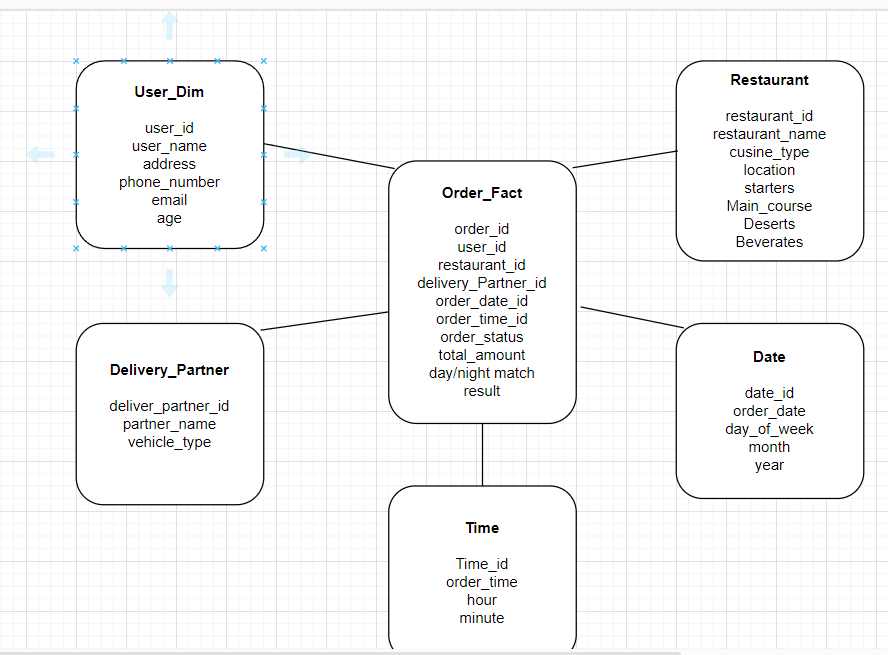 User_Dim
user_id
user_name
address
phone_number
email
age
Restaurant
restaurant_id
restaurant_name
cusine_type
location
starters
Main_course
Deserts
Beverates
Order_Fact
order_id
user_id
restaurant_id
delivery_Partner_id
order_date_id
order_time_id
order_status
total_amount
day/night match
result
Delivery_Partner
deliver_partner_id
partner_name
vehicle_type
Date
date_id
order_date
day_of_week
month
year
Time
Time_id
order_time
hour
minute